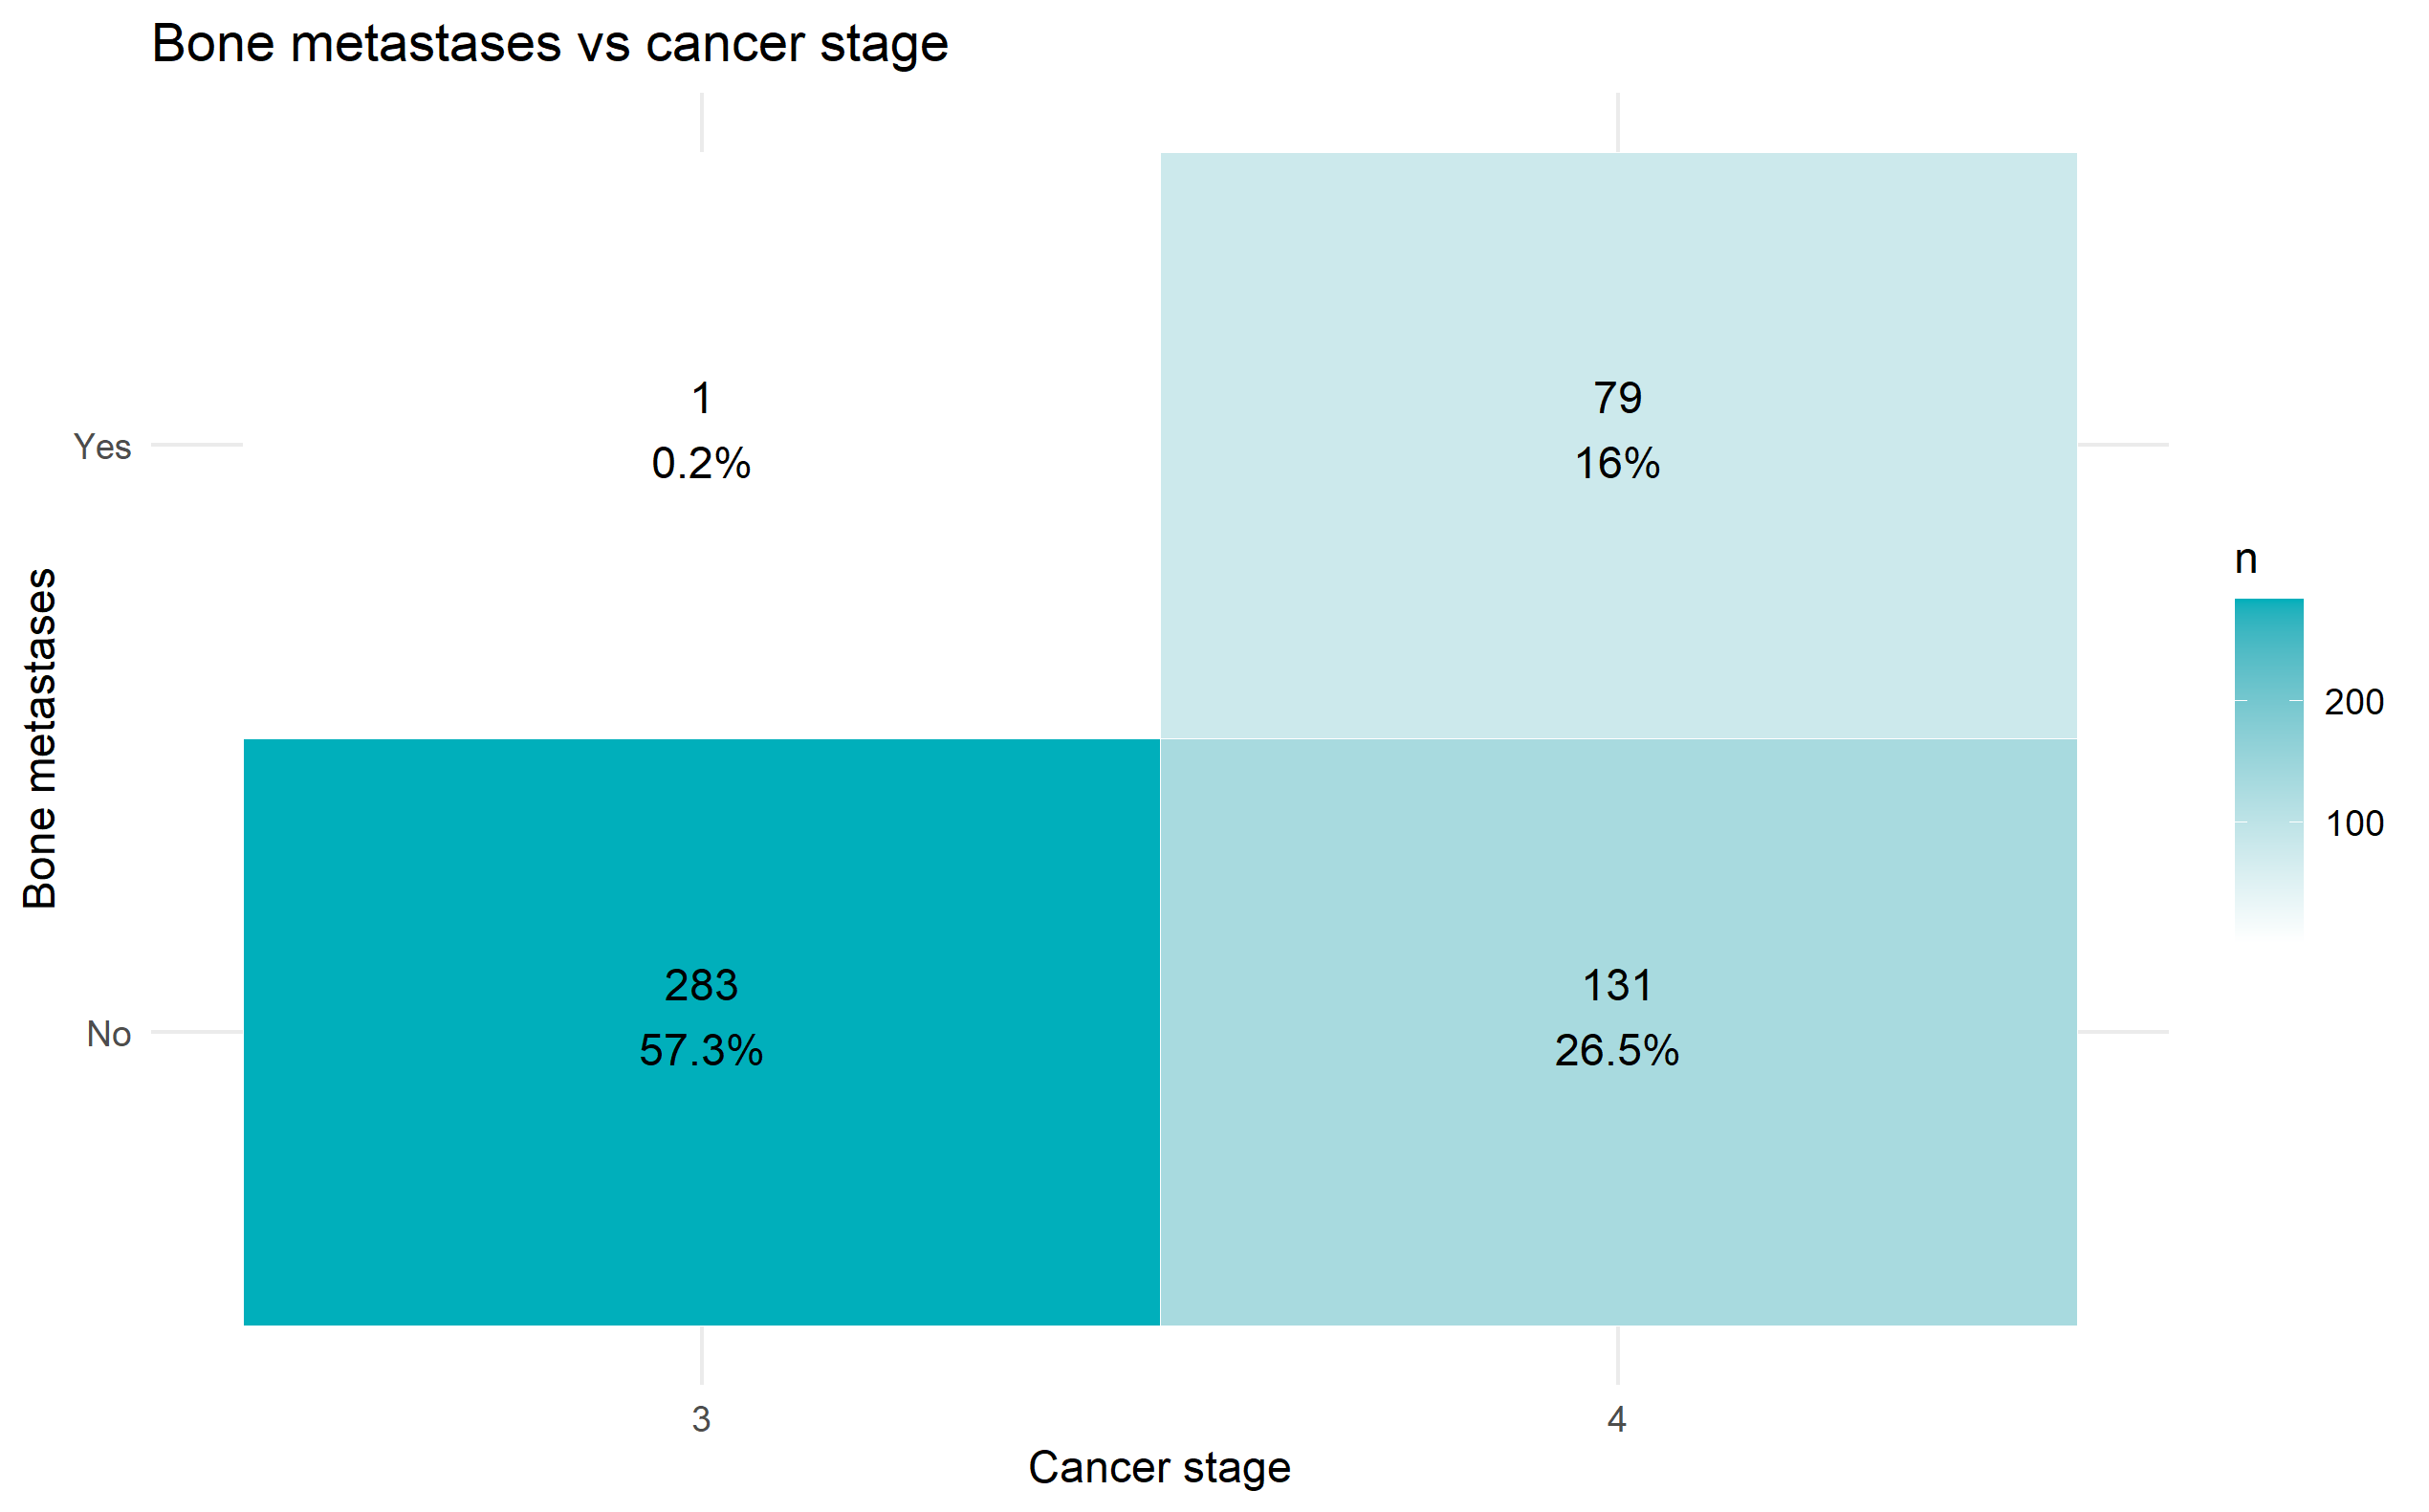 Bone metastases vs cancer stage
1
0.2%
79
16%
Yes
Bone metastases
283
57.3%
131
26.5%
No
3
4
Cancer stage
n
200
100